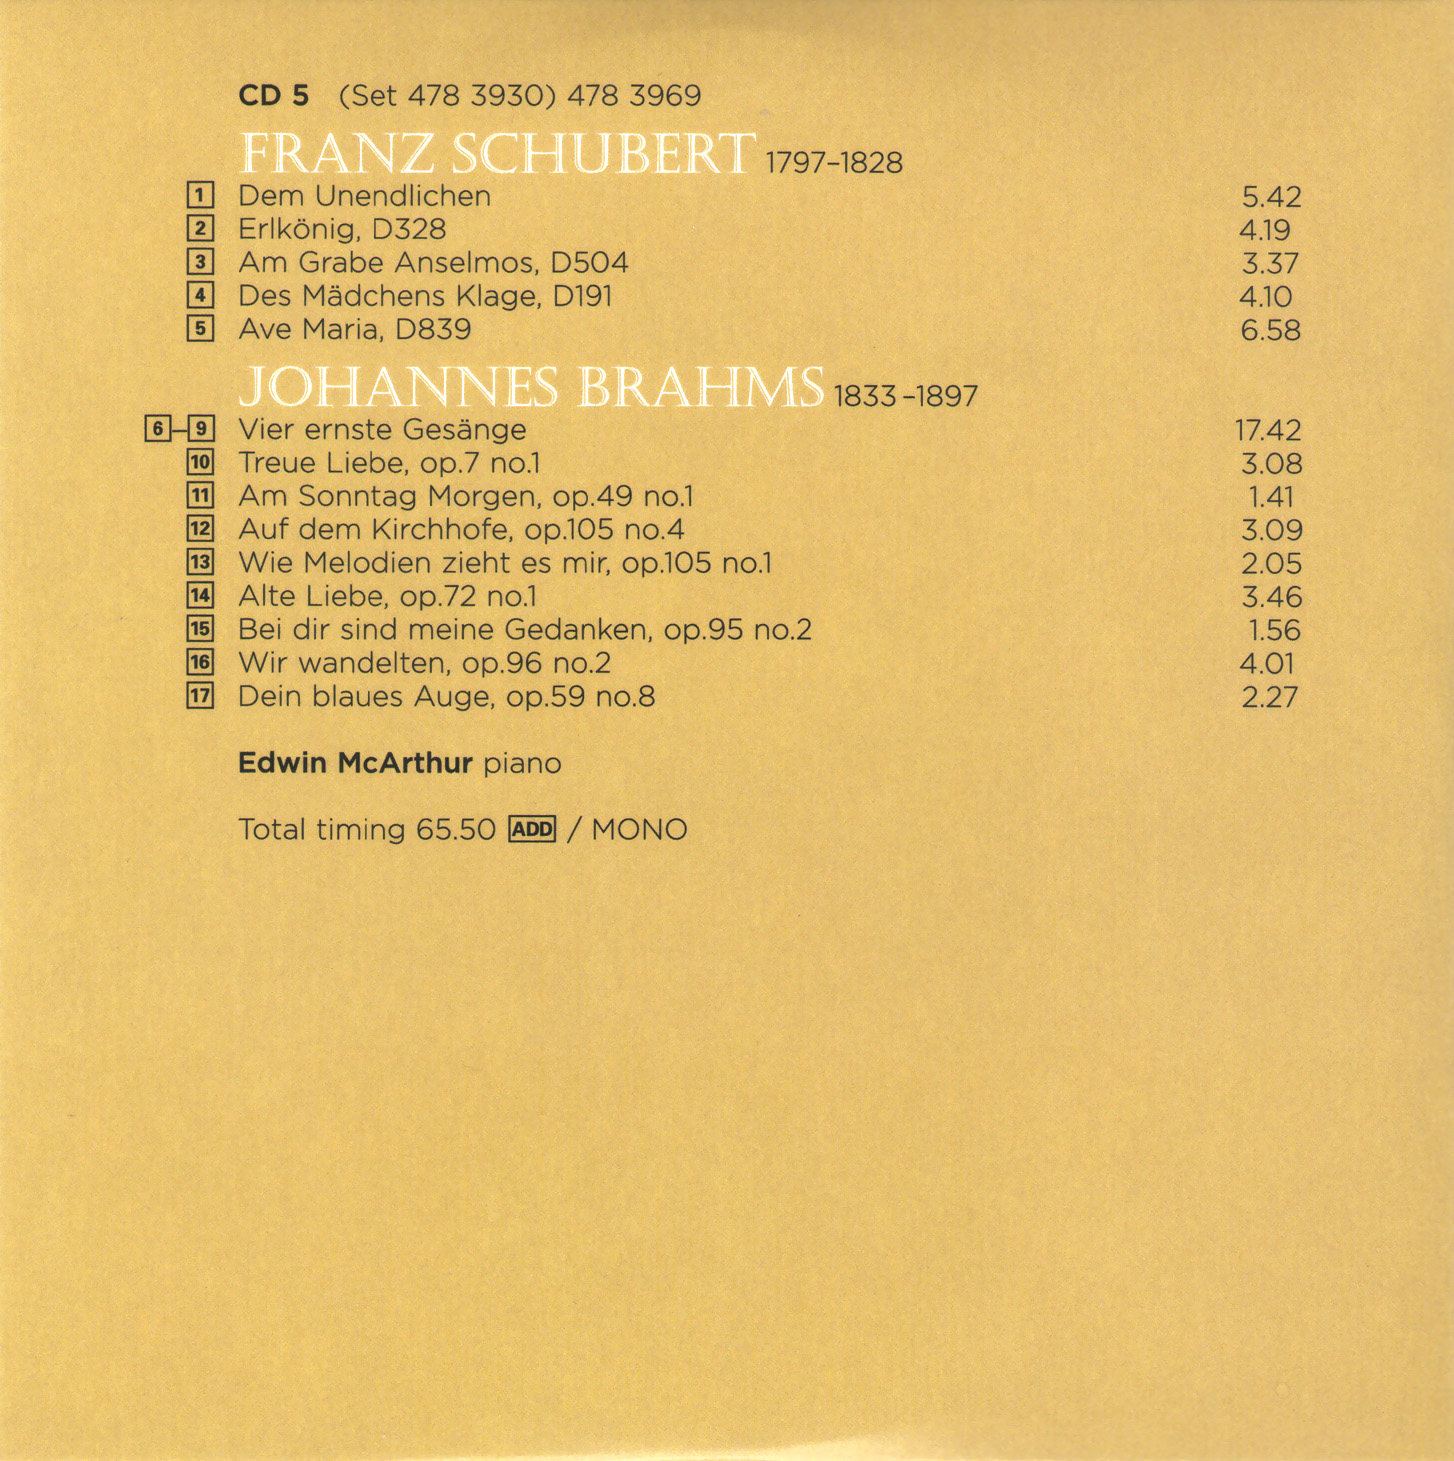 CD 5 (Set 478 3930) 478 3969
FRANZ SCHUBERT 1797–1828
1 Dem Unendlichen 5.42
2 Erlkönig, D328 4.19
3 Am Grabe Anselmos, D504 3.37
4 Des Mädchens Klage, D191 4.10
5 Ave Maria, D839 6.58
JOHANNES BRAHMS 1833–1897
6–9 Vier ernste Gesänge 17.42
10 Treue Liebe, op.7 no.1 3.08
11 Am Sonntag Morgen, op.49 no.1 1.41
12 Auf dem Kirchhofe, op.105 no.4 3.09
13 Wie Melodien zieht es mir, op.105 no.1 2.05
14 Alte Liebe, op.72 no.1 3.46
15 Bei dir sind meine Gedanken, op.95 no.2 1.56
16 Wir wandelten, op.96 no.2 4.01
17 Dein blaues Auge, op.59 no.8 2.27
Edwin McArthur piano
Total timing 65.50 ADD / MONO